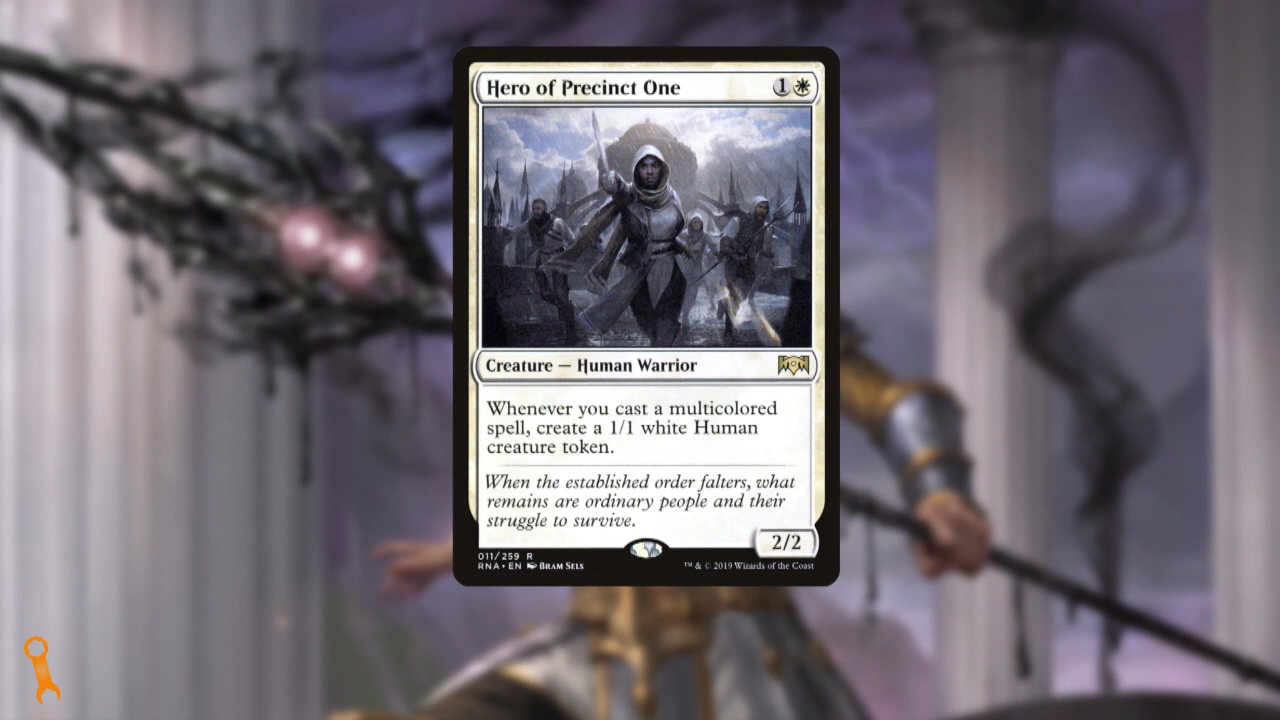 Hero of Precinct One 1
Creature — Human Warrior
Whenever you cast a multicolored
spell, create a 1/1 white Human
creature token.
When the established order falters, what
remains are ordinary people and their
struggle to survive.
2/2
011/259 R
RNA • EN Bram Sels
™ & © 2019 Wizards of the Coast